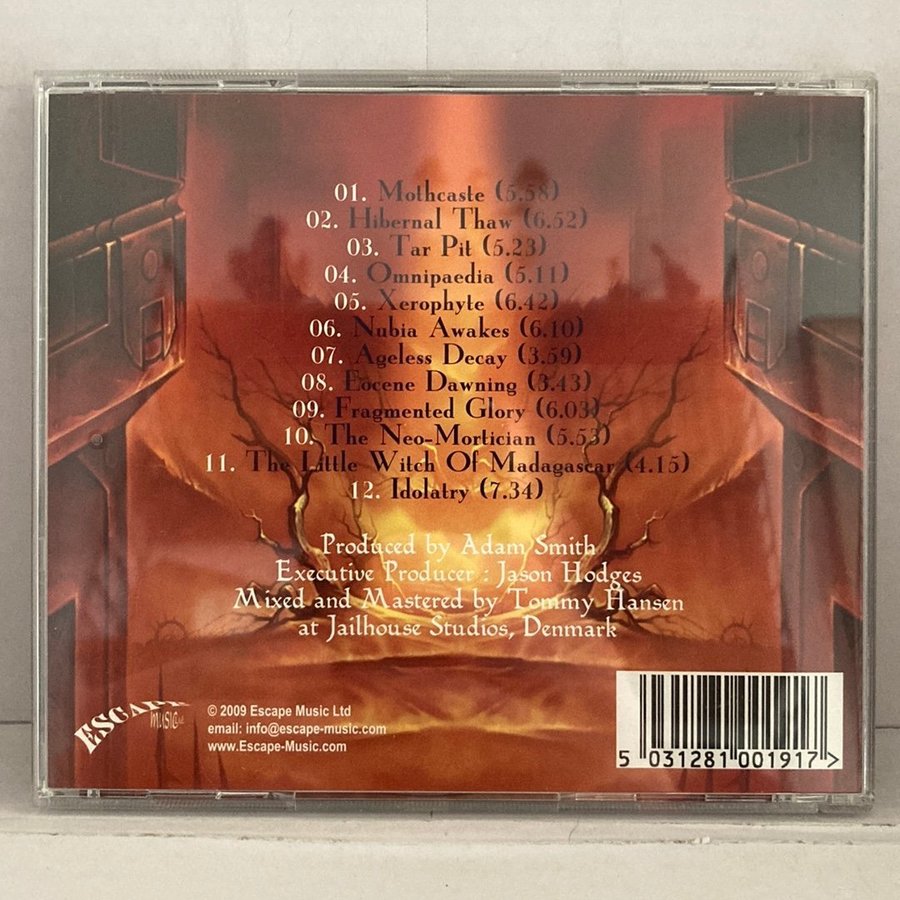 01. Mothcaste (5.58)
02. Hibernal Thaw (6.52)
03. Tar Pit (5.23)
04. Omnipaedia (5.11)
05. Xerophyte (6.42)
06. Nubia Awakes (6.10)
07. Ageless Decay (3.59)
08. Eocene Dawning (3.43)
09. Fragmented Glory (6.03)
10. The Neo-Mortician (5.53)
11. The Little Witch Of Madagascar (4.15)
12. Idolatry (7.34)
Produced by Adam Smith
Executive Producer : Jason Hodges
Mixed and Mastered by Tommy Hansen
at Jailhouse Studios, Denmark
ESCAPE
MUSIC Ltd
© 2009 Escape Music Ltd
email: info@escape-music.com
www.Escape-Music.com
5 031281 001917 >